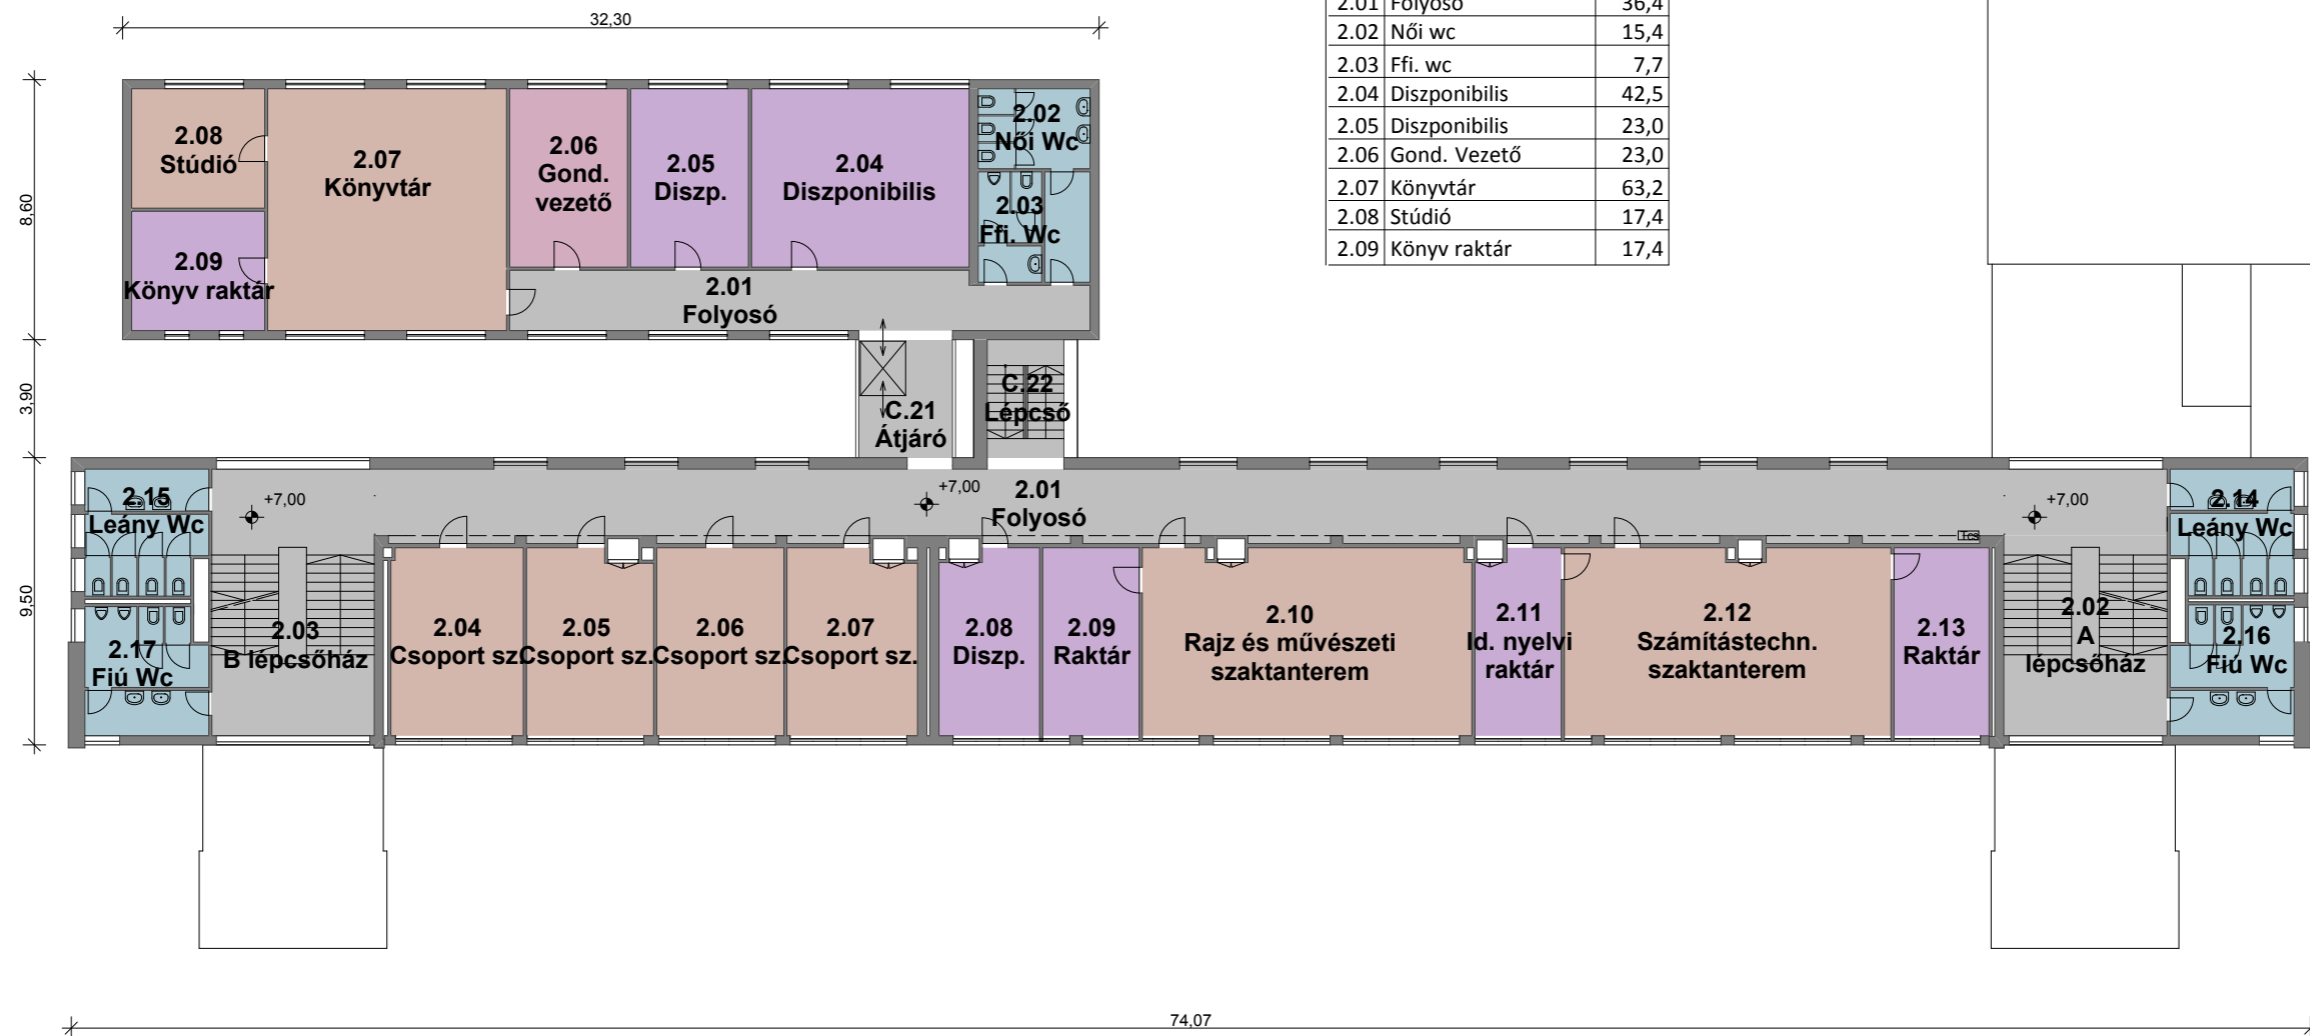 32,30
2.01 Folyosó 36,4
2.02 Női wc 15,4
2.03 Ffi. wc 7,7
2.04 Diszponibilis 42,5
2.05 Diszponibilis 23,0
2.06 Gond. Vezető 23,0
2.07 Könyvtár 63,2
2.08 Stúdió 17,4
2.09 Könyv raktár 17,4
8,60
2.08
Stúdió
2.09
Könyv raktár
2.07
Könyvtár
2.06
Gond.
vezető
2.05
Diszp.
2.04
Diszponibilis
2.02
Női Wc
2.03
Ffi. Wc
2.01
Folyosó
3,90
C.21
Átjáró
C.22
Lépcső
9,50
2.15
Leány Wc
+7,00
+7,00
2.01
Folyosó
+7,00
2.14
Leány Wc
Tcs
2.17
Fiú Wc
2.03
B lépcsőház
2.04
Csoport sz.
2.05
Csoport sz.
2.06
Csoport sz.
2.07
Csoport sz.
2.08
Diszp.
2.09
Raktár
2.10
Rajz és művészeti
szaktanterem
2.11
Id. nyelvi
raktár
2.12
Számítástechn.
szaktanterem
2.13
Raktár
2.02
A
lépcsőház
2.16
Fiú Wc
74,07